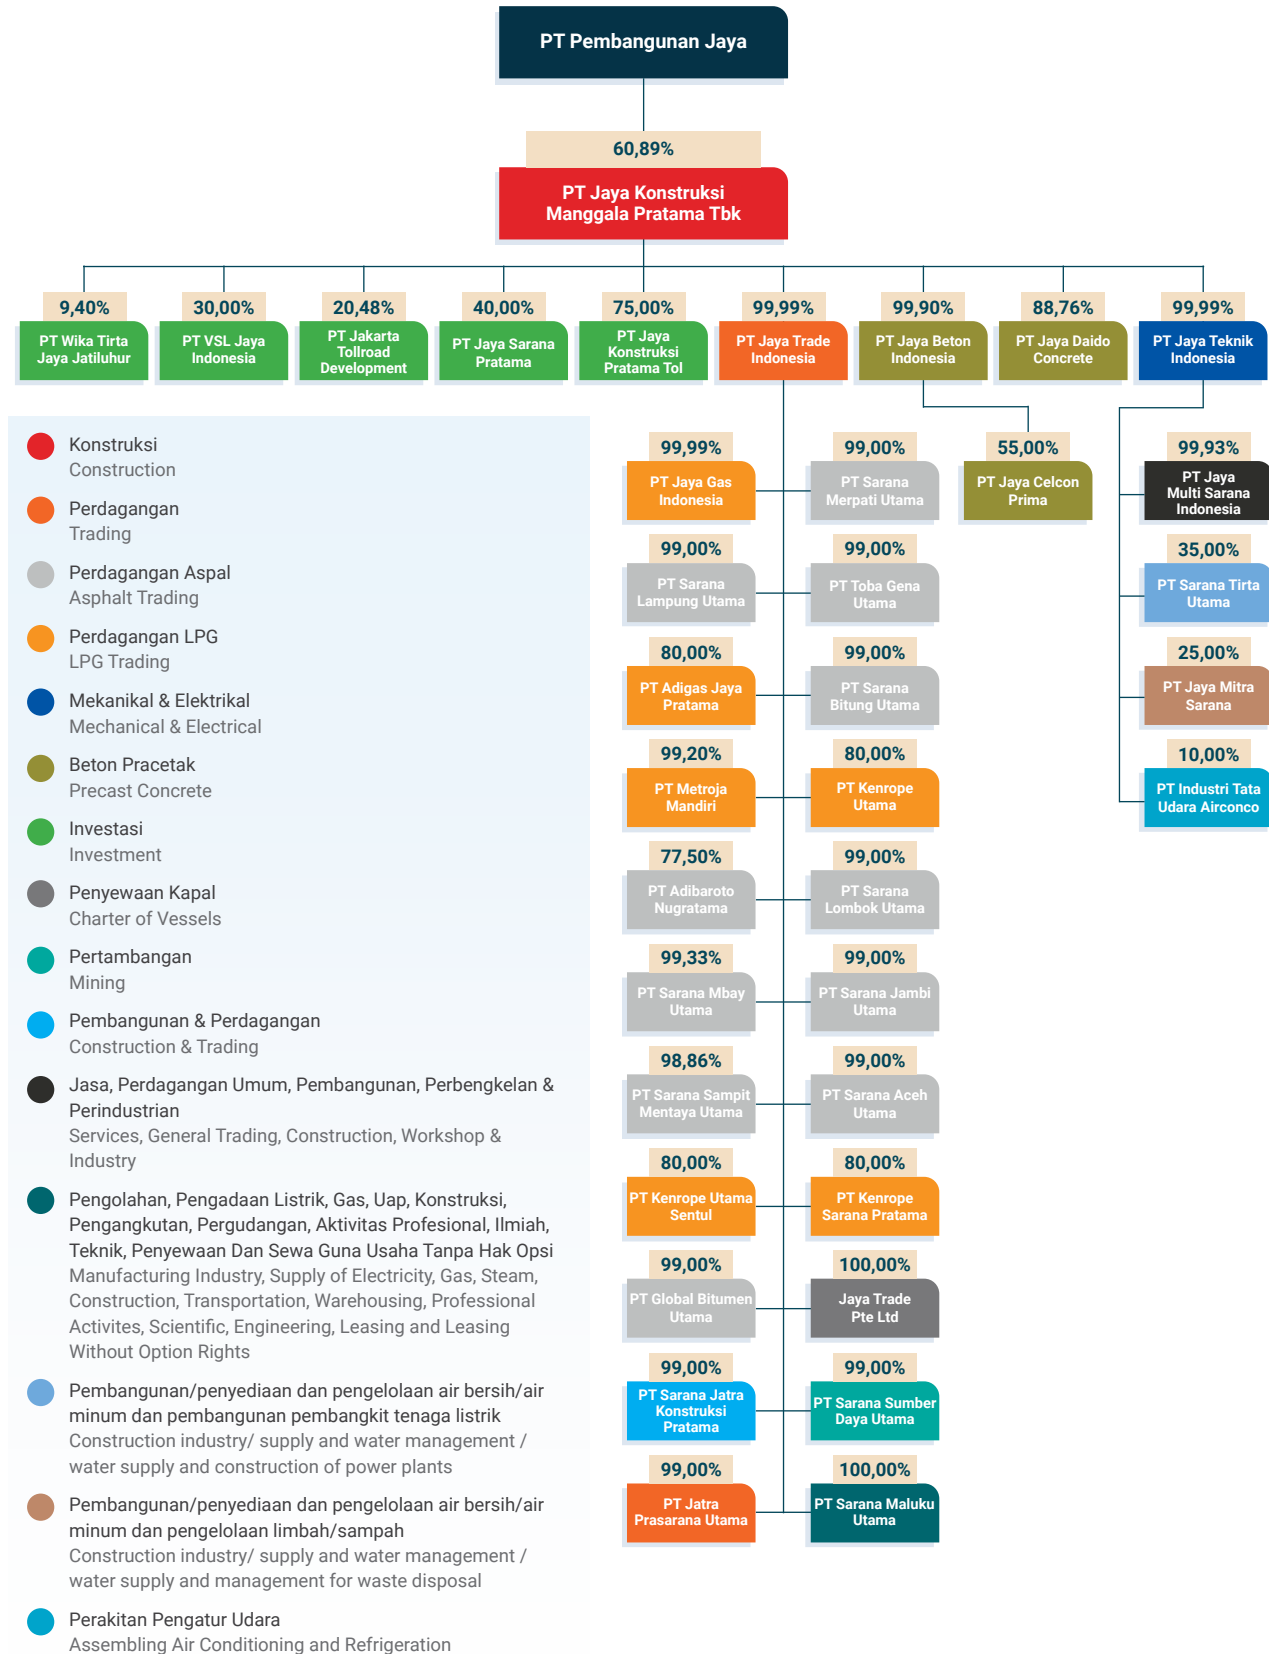 PT Pembangunan Jaya
60,89%
PT Jaya Konstruksi
Manggala Pratama Tbk
9,40%
PT Wika Tirta
Jaya Jatiluhur
30,00%
PT VSL Jaya
Indonesia
20,48%
PT Jakarta
Tollroad
Development
40,00%
PT Jaya Sarana
Pratama
75,00%
PT Jaya
Konstruksi
Pratama Tol
99,99%
PT Jaya Trade
Indonesia
99,90%
PT Jaya Beton
Indonesia
88,76%
PT Jaya Daido
Concrete
99,99%
PT Jaya Teknik
Indonesia
Konstruksi
Construction
Perdagangan
Trading
Perdagangan Aspal
Asphalt Trading
Perdagangan LPG
LPG Trading
Mekanikal & Elektrikal
Mechanical & Electrical
Beton Pracetak
Precast Concrete
Investasi
Investment
Penyewaan Kapal
Charter of Vessels
Pertambangan
Mining
Pembangunan & Perdagangan
Construction & Trading
Jasa, Perdagangan Umum, Pembangunan, Perbengkelan &
Perindustrian
Services, General Trading, Construction, Workshop &
Industry
Pengolahan, Pengadaan Listrik, Gas, Uap, Konstruksi,
Pengangkutan, Pergudangan, Aktivitas Profesional, Ilmiah,
Teknik, Penyewaan Dan Sewa Guna Usaha Tanpa Hak Opsi
Manufacturing Industry, Supply of Electricity, Gas, Steam,
Construction, Transportation, Warehousing, Professional
Activites, Scientific, Engineering, Leasing and Leasing
Without Option Rights
Pembangunan/penyediaan dan pengelolaan air bersih/air
minum dan pembangunan pembangkit tenaga listrik
Construction industry/ supply and water management /
water supply and construction of power plants
Pembangunan/penyediaan dan pengelolaan air bersih/air
minum dan pengelolaan limbah/sampah
Construction industry/ supply and water management /
water supply and management for waste disposal
Perakitan Pengatur Udara
Assembling Air Conditioning and Refrigeration
99,99%
PT Jaya Gas
Indonesia
99,00%
PT Sarana
Merpati Utama
99,00%
PT Sarana
Lampung Utama
99,00%
PT Toba Gena
Utama
80,00%
PT Adigas Jaya
Pratama
99,00%
PT Sarana
Bitung Utama
99,20%
PT Metroja
Mandiri
80,00%
PT Kenrope
Utama
77,50%
PT Adibaroto
Nugratama
99,00%
PT Sarana
Lombok Utama
99,33%
PT Sarana Mbay
Utama
99,00%
PT Sarana Jambi
Utama
98,86%
PT Sarana Sampit
Mentaya Utama
99,00%
PT Sarana Aceh
Utama
80,00%
PT Kenrope Utama
Sentul
80,00%
PT Kenrope
Sarana Pratama
99,00%
PT Global Bitumen
Utama
100,00%
Jaya Trade
Pte Ltd
99,00%
PT Sarana Jatra
Konstruksi
Pratama
99,00%
PT Sarana Sumber
Daya Utama
99,00%
PT Jatra
Prasarana Utama
100,00%
PT Sarana Maluku
Utama
55,00%
PT Jaya Celcon
Prima
99,93%
PT Jaya
Multi Sarana
Indonesia
35,00%
PT Sarana Tirta
Utama
25,00%
PT Jaya Mitra
Sarana
10,00%
PT Industri Tata
Udara Airconco